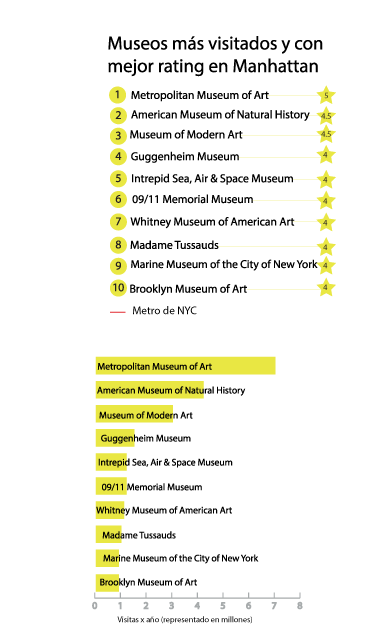 Museos más visitados y con
mejor rating en Manhattan
1 Metropolitan Museum of Art 5
2 American Museum of Natural History 4.5
3 Museum of Modern Art 4.5
4 Guggenheim Museum 4
5 Intrepid Sea, Air & Space Museum 4
6 09/11 Memorial Museum 4
7 Whitney Museum of American Art 4
8 Madame Tussauds 4
9 Marine Museum of the City of New York 4
10 Brooklyn Museum of Art 4
Metro de NYC
Metropolitan Museum of Art
American Museum of Natural History
Museum of Modern Art
Guggenheim Museum
Intrepid Sea, Air & Space Museum
09/11 Memorial Museum
Whitney Museum of American Art
Madame Tussauds
Marine Museum of the City of New York
Brooklyn Museum of Art
0 1 2 3 4 5 6 7 8
Visitas x año (representado en millones)